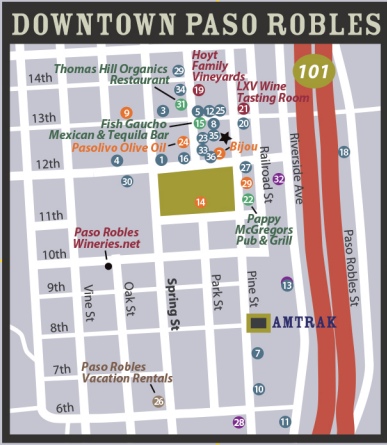 DOWNTOWN PASO ROBLES
Hoyt
Family
Vineyards
101
14th
Thomas Hill Organics
Restaurant
29
34
19
LXV Wine
Tasting Room
31
13th
9
3
5
12
25
21
Fish Gaucho
Mexican & Tequila Bar
15
8
20
Riverside Ave
Pasolivo Olive Oil
24
23
35
Bijou
12th
4
1
16
33
36
2
Railroad St
18
30
27
32
29
14
22
11th
Pappy
McGregors
Pub & Grill
Paso Robles
Wineries.net
10th
Paso Robles St
9th
Vine St
Oak St
Spring St
Park St
Pine St
13
8th
AMTRAK
7th
Paso Robles
Vacation Rentals
7
26
10
6th
28
11